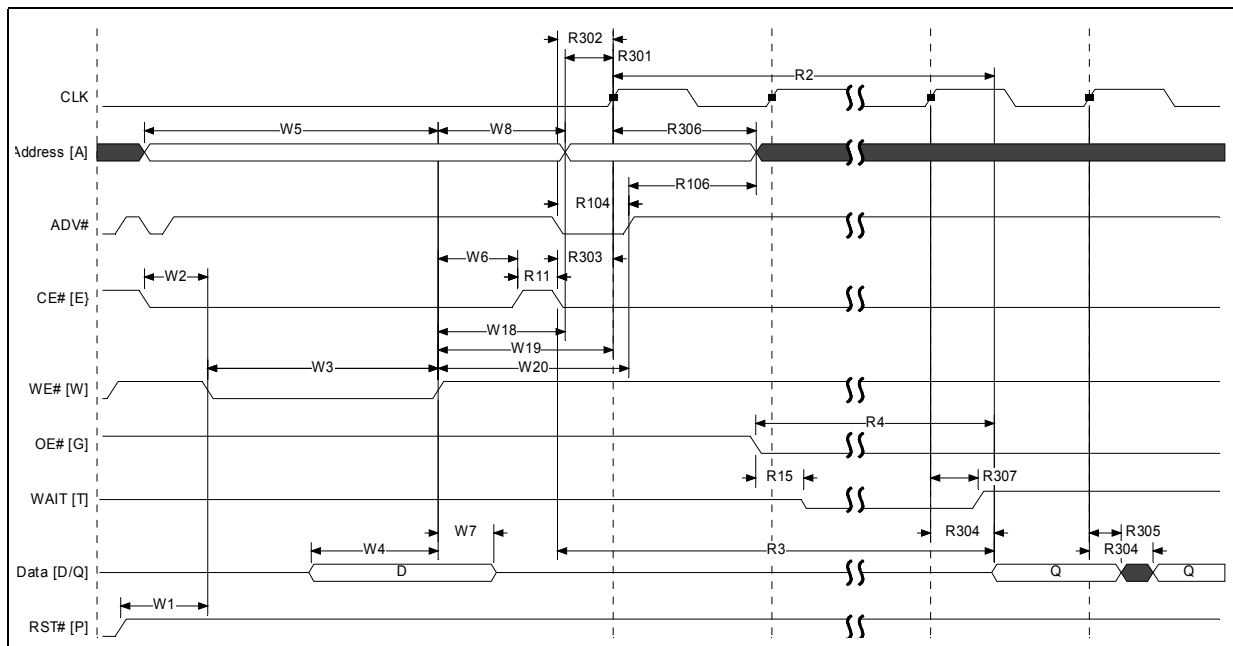 R302
R301
R2
CLK
W5
W8
R306
Address [A]
R106
R104
ADV#
W6
R303
W2
R11
CE# [E}
W18
W19
W3
W20
WE# [W]
R4
OE# [G]
R15
R307
WAIT [T]
W7
R304
R305
W4
R3
R304
Data [D/Q]
D
Q
Q
W1
RST# [P]